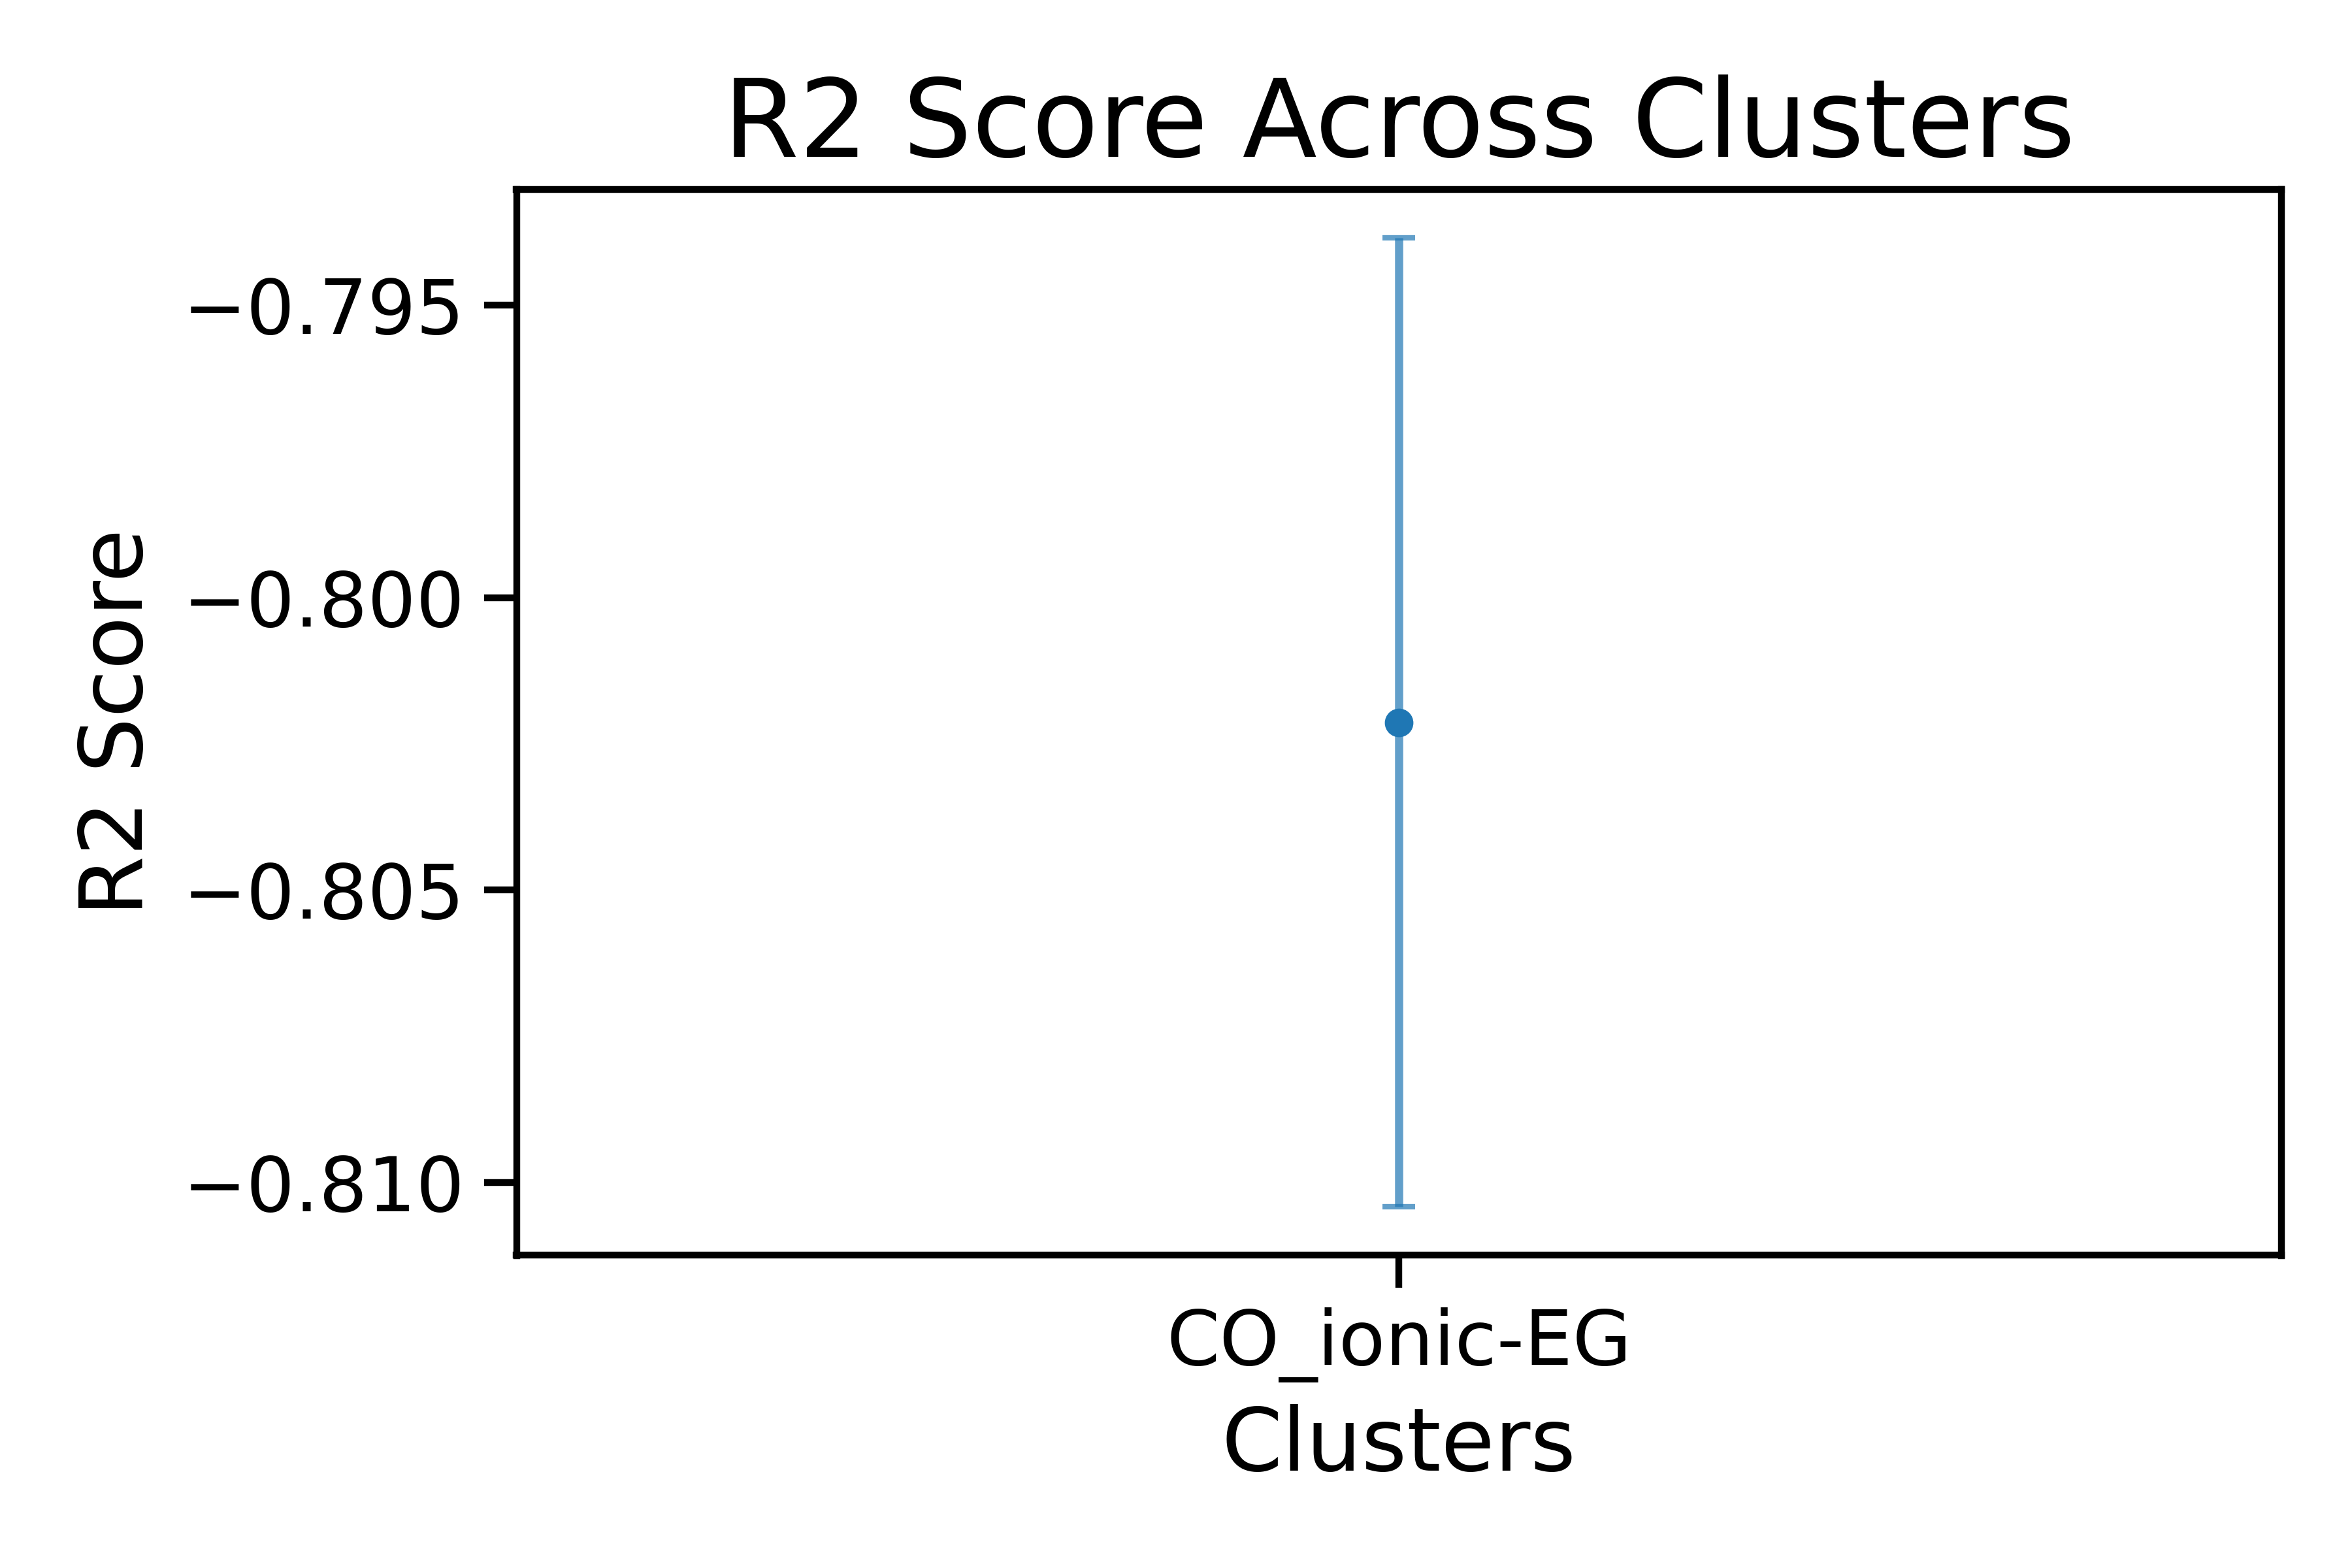 R2 Score Across Clusters
R2 Score
−0.795
−0.800
−0.805
−0.810
CO_ionic-EG
Clusters